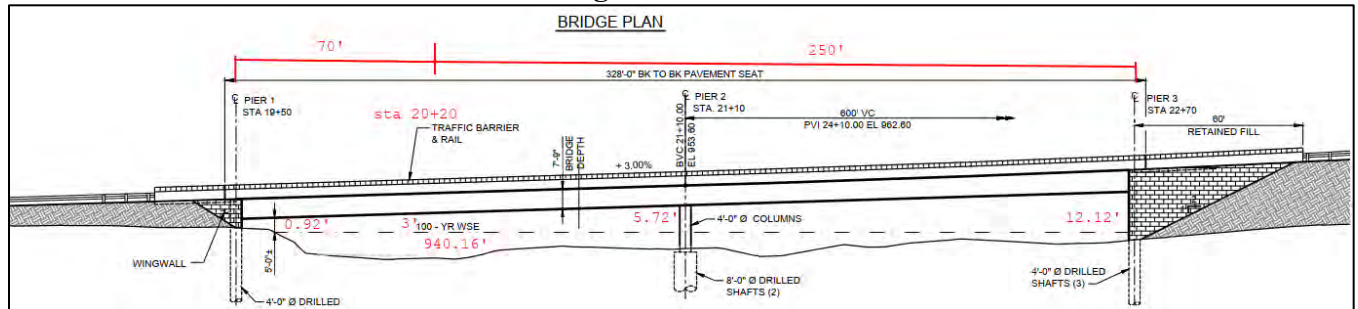 BRIDGE PLAN
70'
250'
328'-0" BK TO BK PAVEMENT SEAT
℄ PIER 1
STA 19+50
℄ PIER 2
STA. 21+10
℄ PIER 3
STA 22+70
sta 20+20
TRAFFIC BARRIER
& RAIL
7'-9"
BRIDGE
DEPTH
+ 3.00%
BVC 21+10.00
EL 953.60
600' VC
PVI 24+10.00 EL 962.60
60'
RETAINED FILL
0.92'
3'
100 - YR WSE
940.16'
5.72'
4'-0" Ø COLUMNS
12.12'
WINGWALL
5'-0"±
4'-0" Ø DRILLED
8'-0" Ø DRILLED
SHAFTS (2)
4'-0" Ø DRILLED
SHAFTS (3)